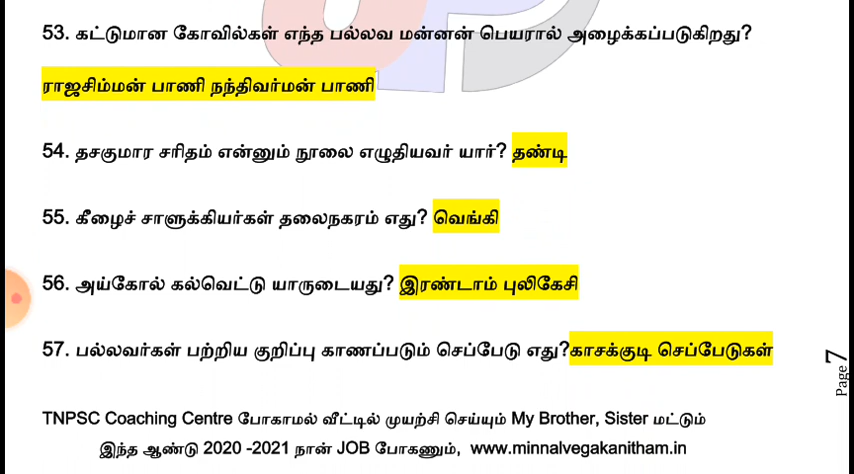 53. கட்டுமான கோவில்கள் எந்த பல்லவ மன்னன் பெயரால் அழைக்கப்படுகிறது?
ராஜசிம்மன் பாணி நந்திவர்மன் பாணி
54. தசகுமார சரிதம் என்னும் நூலை எழுதியவர் யார்? தண்டி
55. கீழைச் சாளுக்கியர்கள் தலைநகரம் எது? வெங்கி
56. அய்கோல் கல்வெட்டு யாருடையது? இரண்டாம் புலிகேசி
57. பல்லவர்கள் பற்றிய குறிப்பு காணப்படும் செப்பேடு எது?காசக்குடி செப்பேடுகள்
Page7
TNPSC Coaching Centre போகாமல் வீட்டில் முயற்சி செய்யும் My Brother, Sister மட்டும்
இந்த ஆண்டு 2020 -2021 நான் JOB போகணும், www.minnalvegakanitham.in